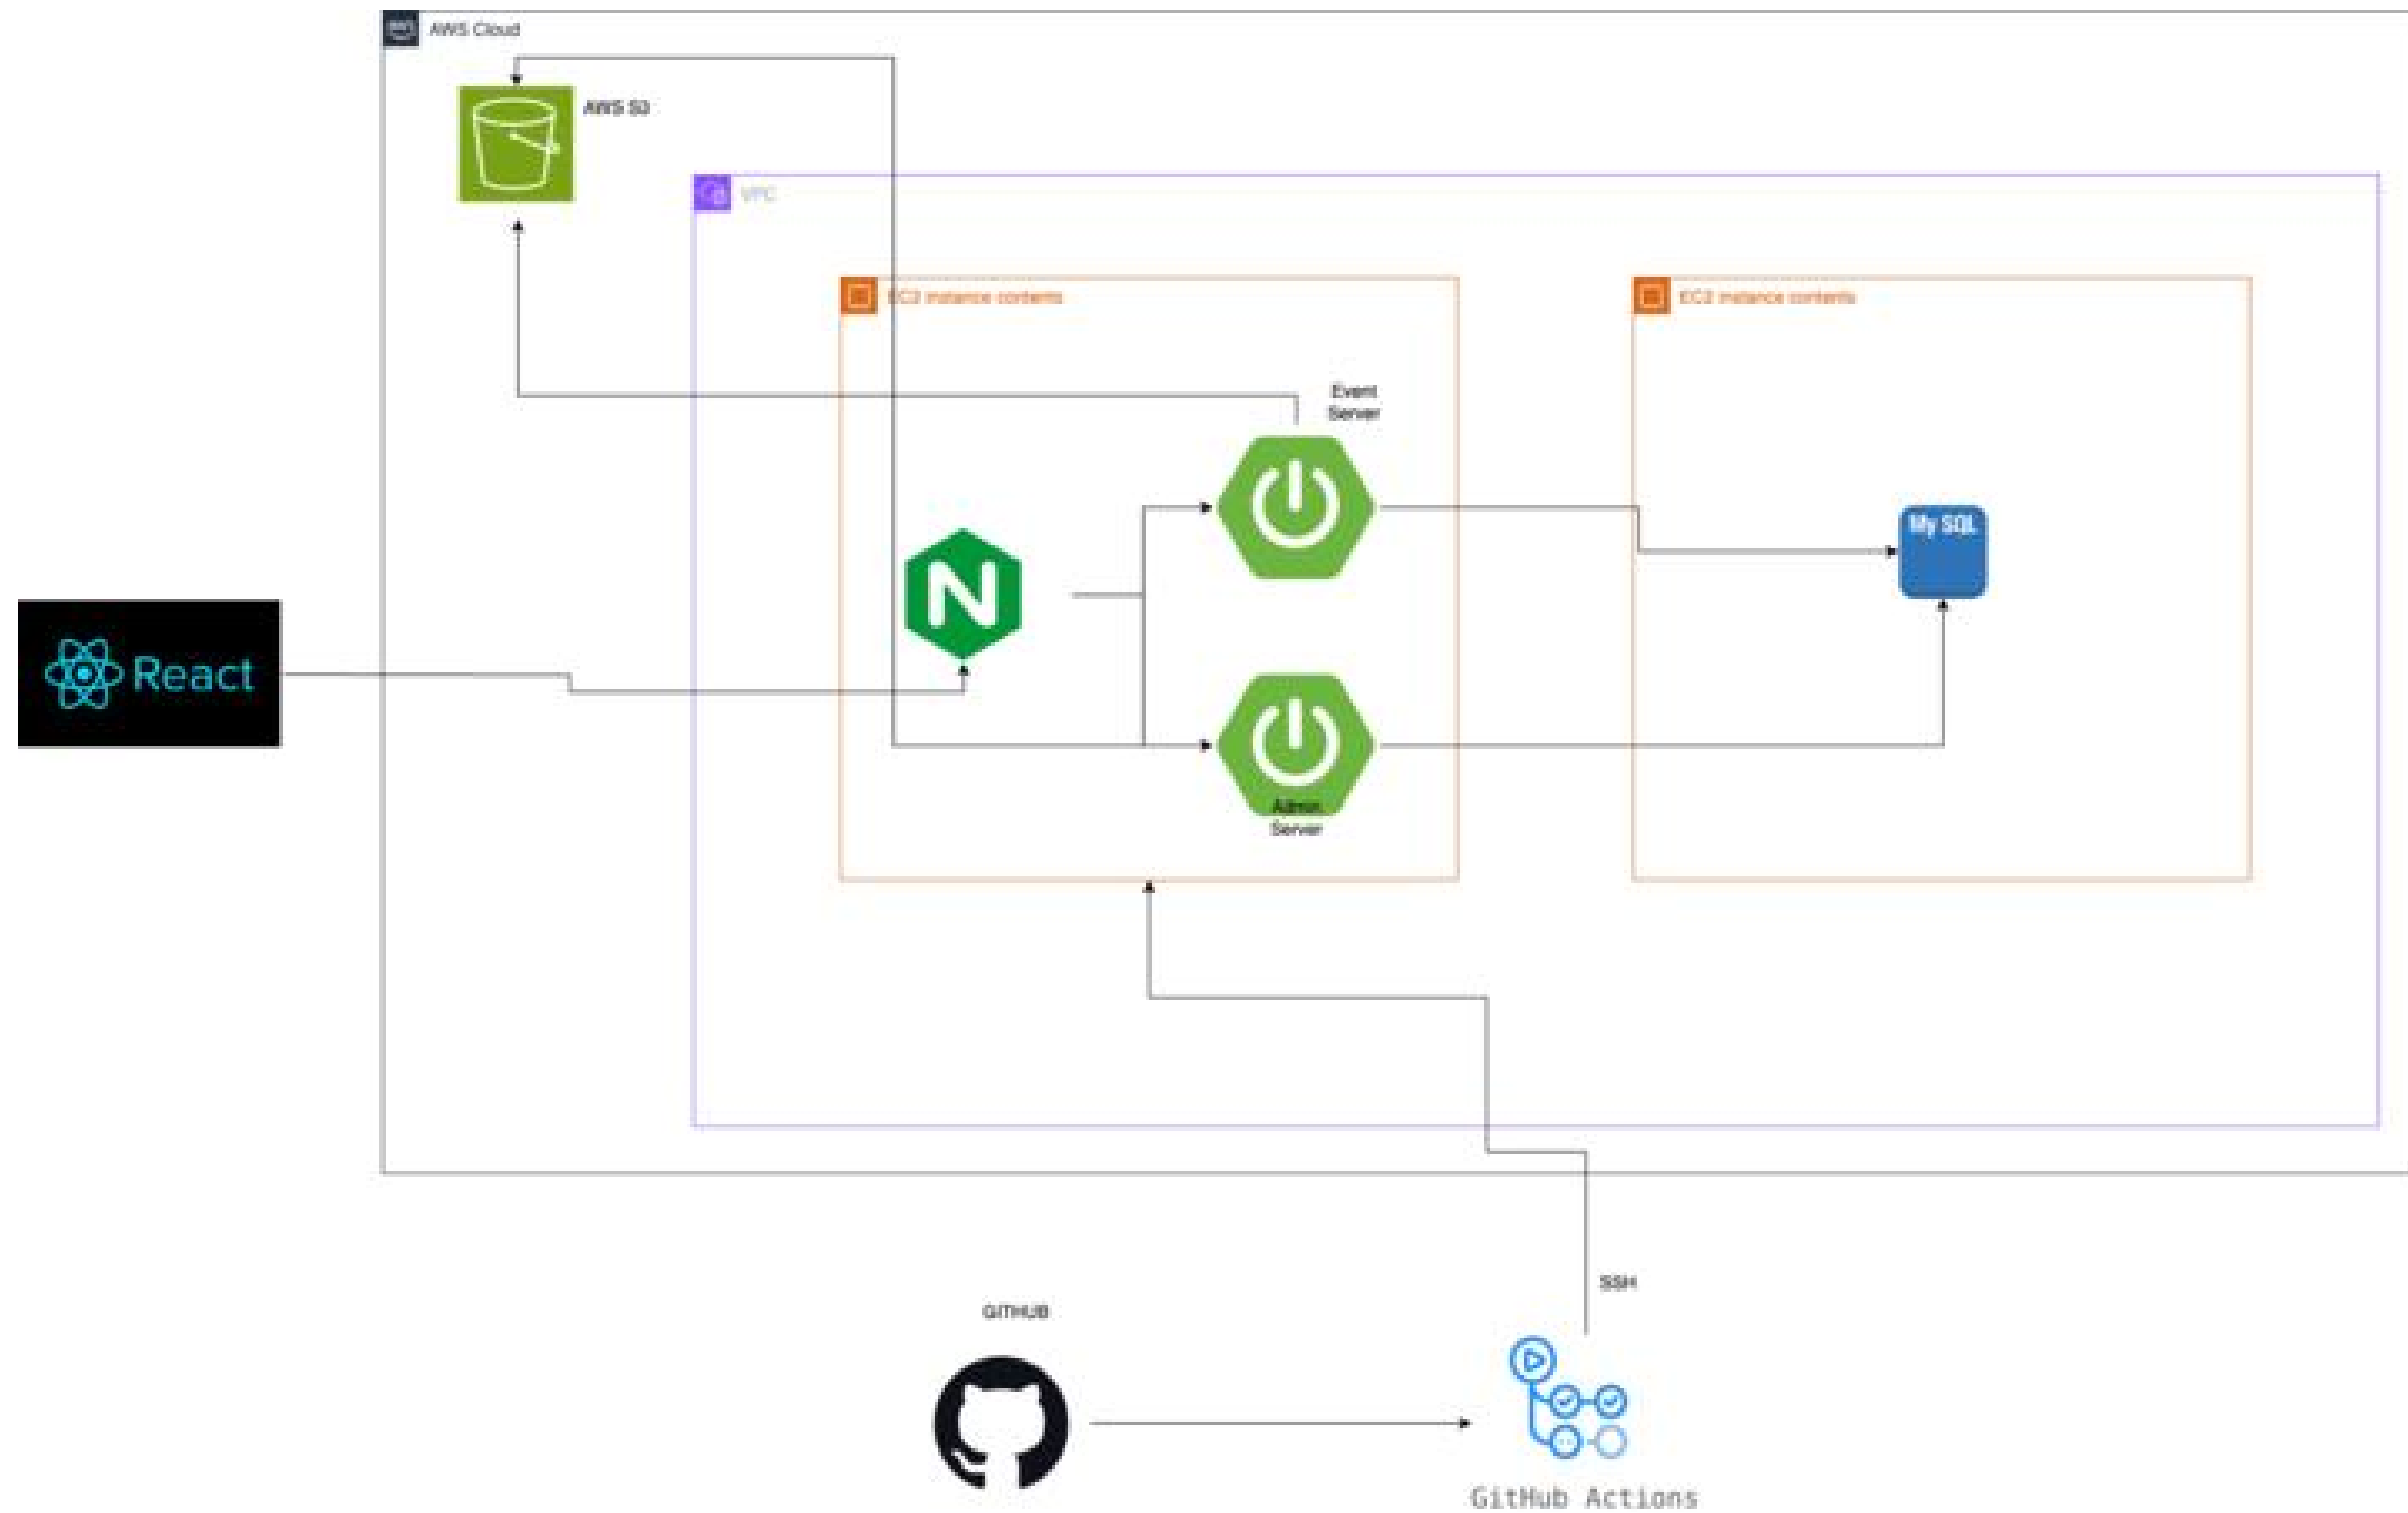 AWS Cloud
AWS S3
VPC
EC2 instance contents
EC2 instance contents
Event
Server
My SQL
React
Admin
Server
SSH
GITHUB
GitHub Actions